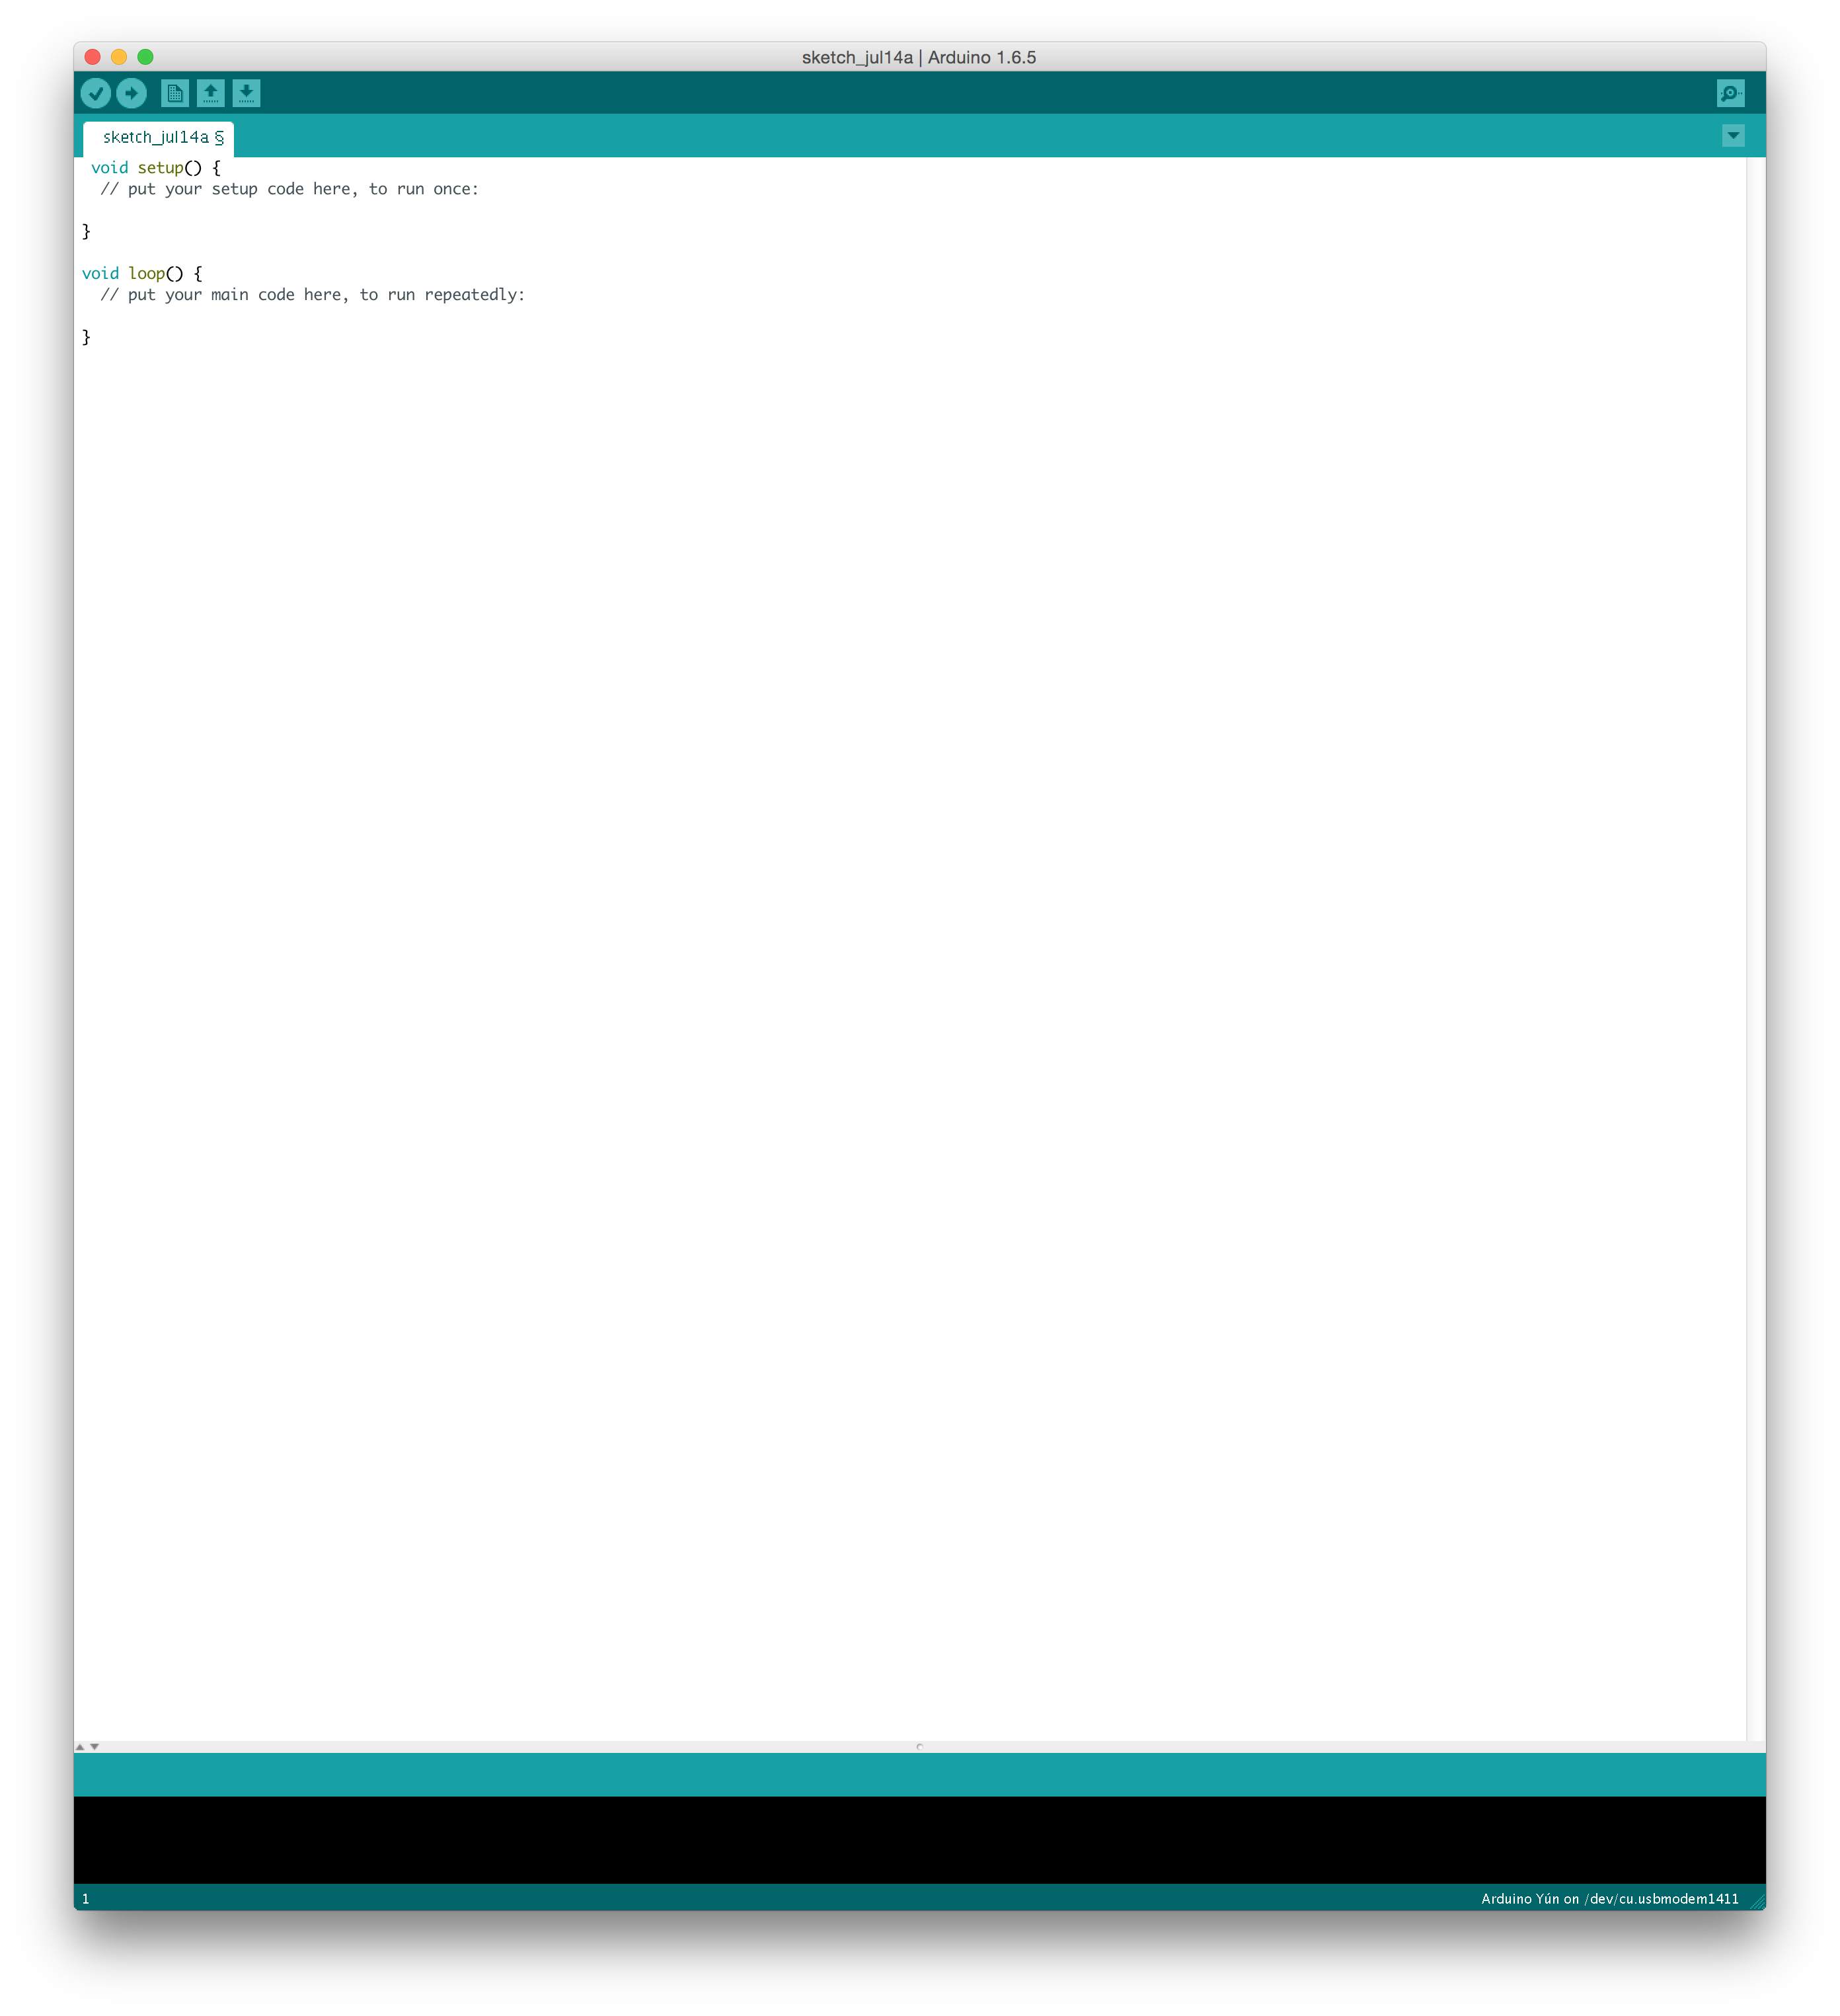 sketch_jul14a | Arduino 1.6.5
sketch_jul14a §
void setup() {
// put your setup code here, to run once:
}
void loop() {
// put your main code here, to run repeatedly:
}
1
Arduino Yún on /dev/cu.usbmodem1411